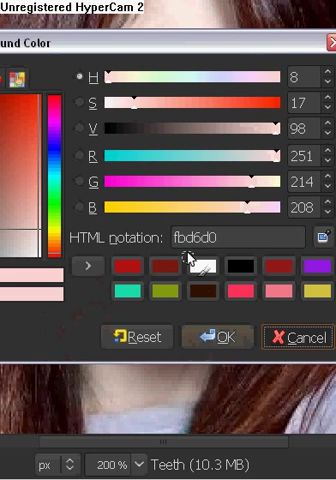 Unregistered HyperCam 2
und Color
H 8
S 17
V 98
R 251
G 214
B 208
HTML notation: fbd6d0
Reset OK Cancel
px 200 % Teeth (10.3 MB)